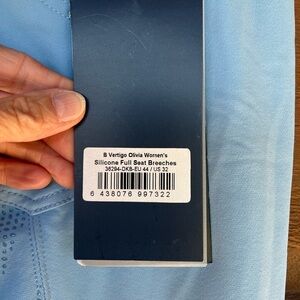 B Vertigo Olivia Women's
Silicone Full Seat Breeches
36294-DKB-EU 44 / US 32
6 438076 997322